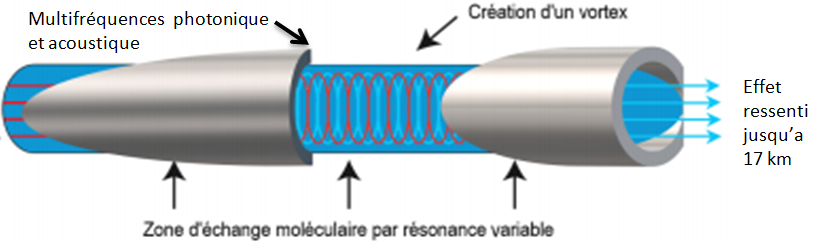 Multifréquences photonique
et acoustique
Création d'un vortex
Effet
ressenti
jusqu'a
17 km
Zone d'échange moléculaire par résonance variable